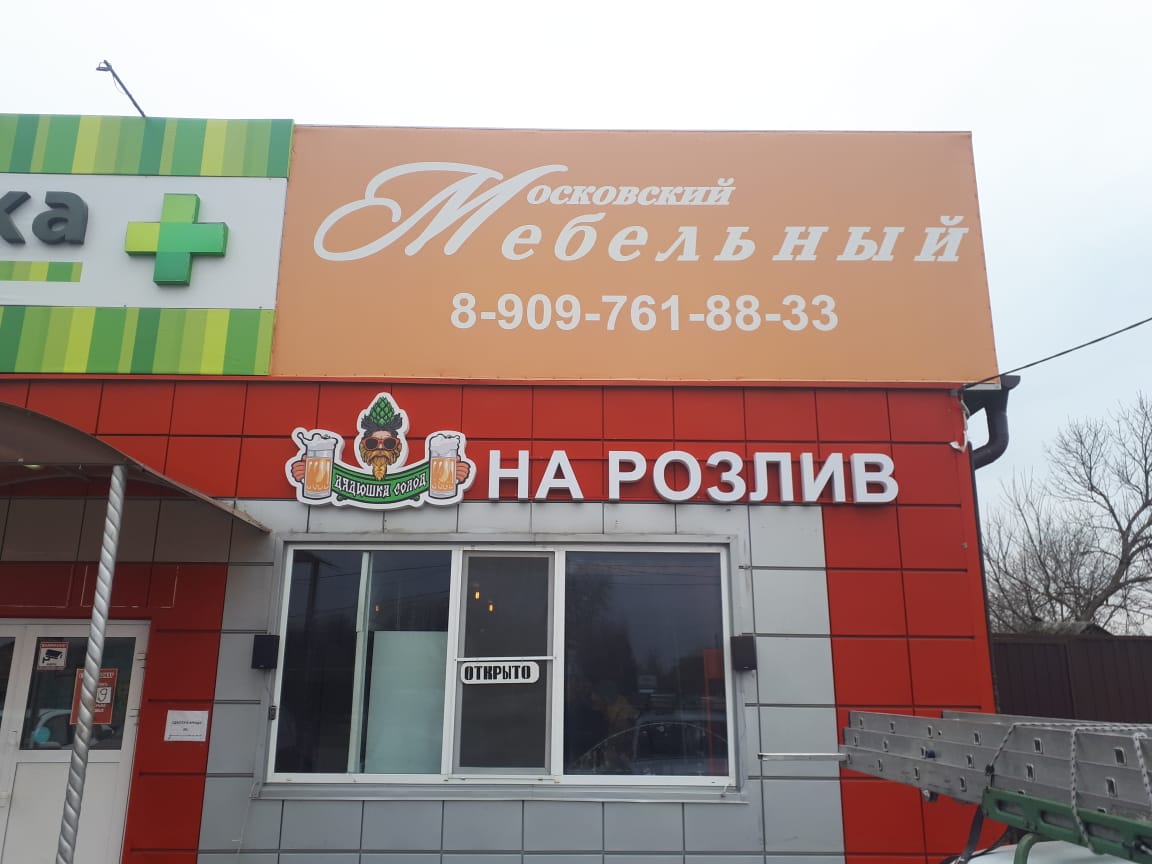 ка
Московский
Мебельный
8-909-761-88-33
ДЯДЮШКА СОЛОД
НА РОЗЛИВ
ОТКРЫТО